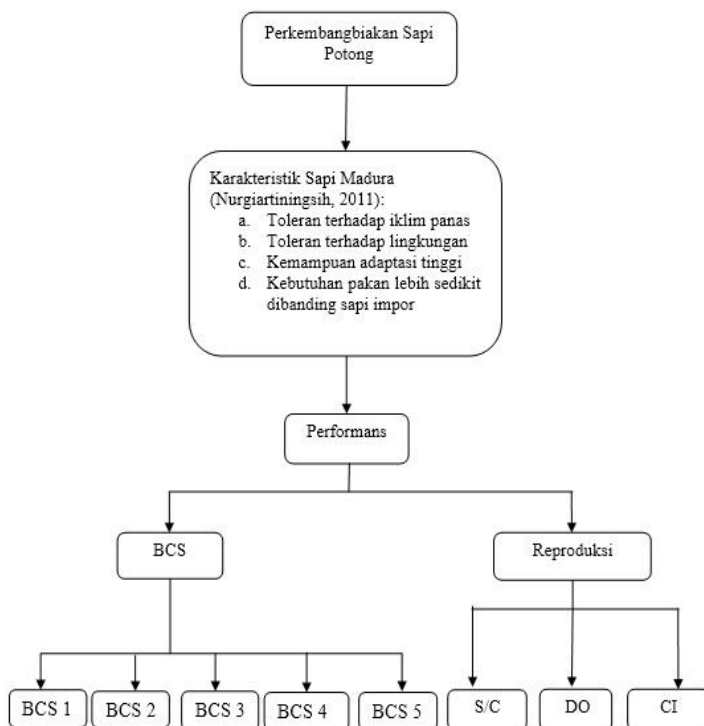 Perkembangbiakan Sapi
Potong
Karakteristik Sapi Madura
(Nurgiartiningsih, 2011):
a. Toleran terhadap iklim panas
b. Toleran terhadap lingkungan
c. Kemampuan adaptasi tinggi
d. Kebutuhan pakan lebih sedikit
dibanding sapi impor
Performans
BCS
Reproduksi
BCS 1
BCS 2
BCS 3
BCS 4
BCS 5
S/C
DO
CI